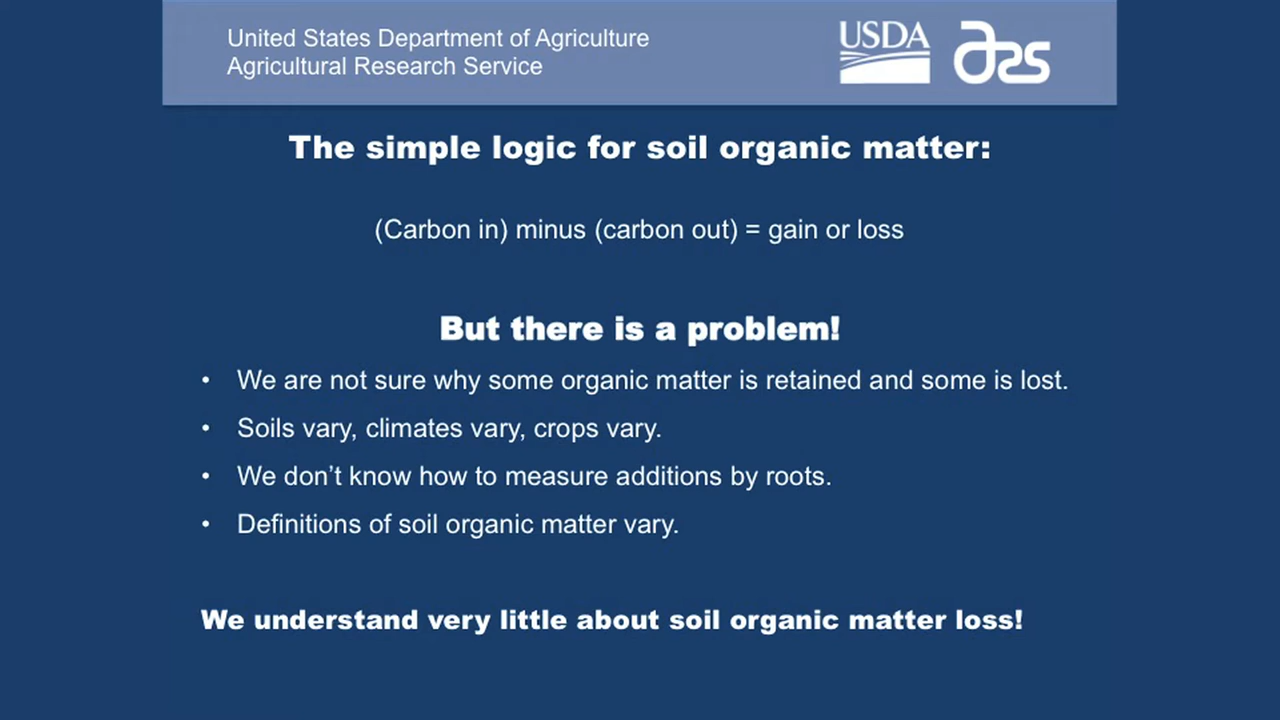 United States Department of Agriculture
Agricultural Research Service
USDA
ars
The simple logic for soil organic matter:
(Carbon in) minus (carbon out) = gain or loss
But there is a problem!
• We are not sure why some organic matter is retained and some is lost.
• Soils vary, climates vary, crops vary.
• We don’t know how to measure additions by roots.
• Definitions of soil organic matter vary.
We understand very little about soil organic matter loss!